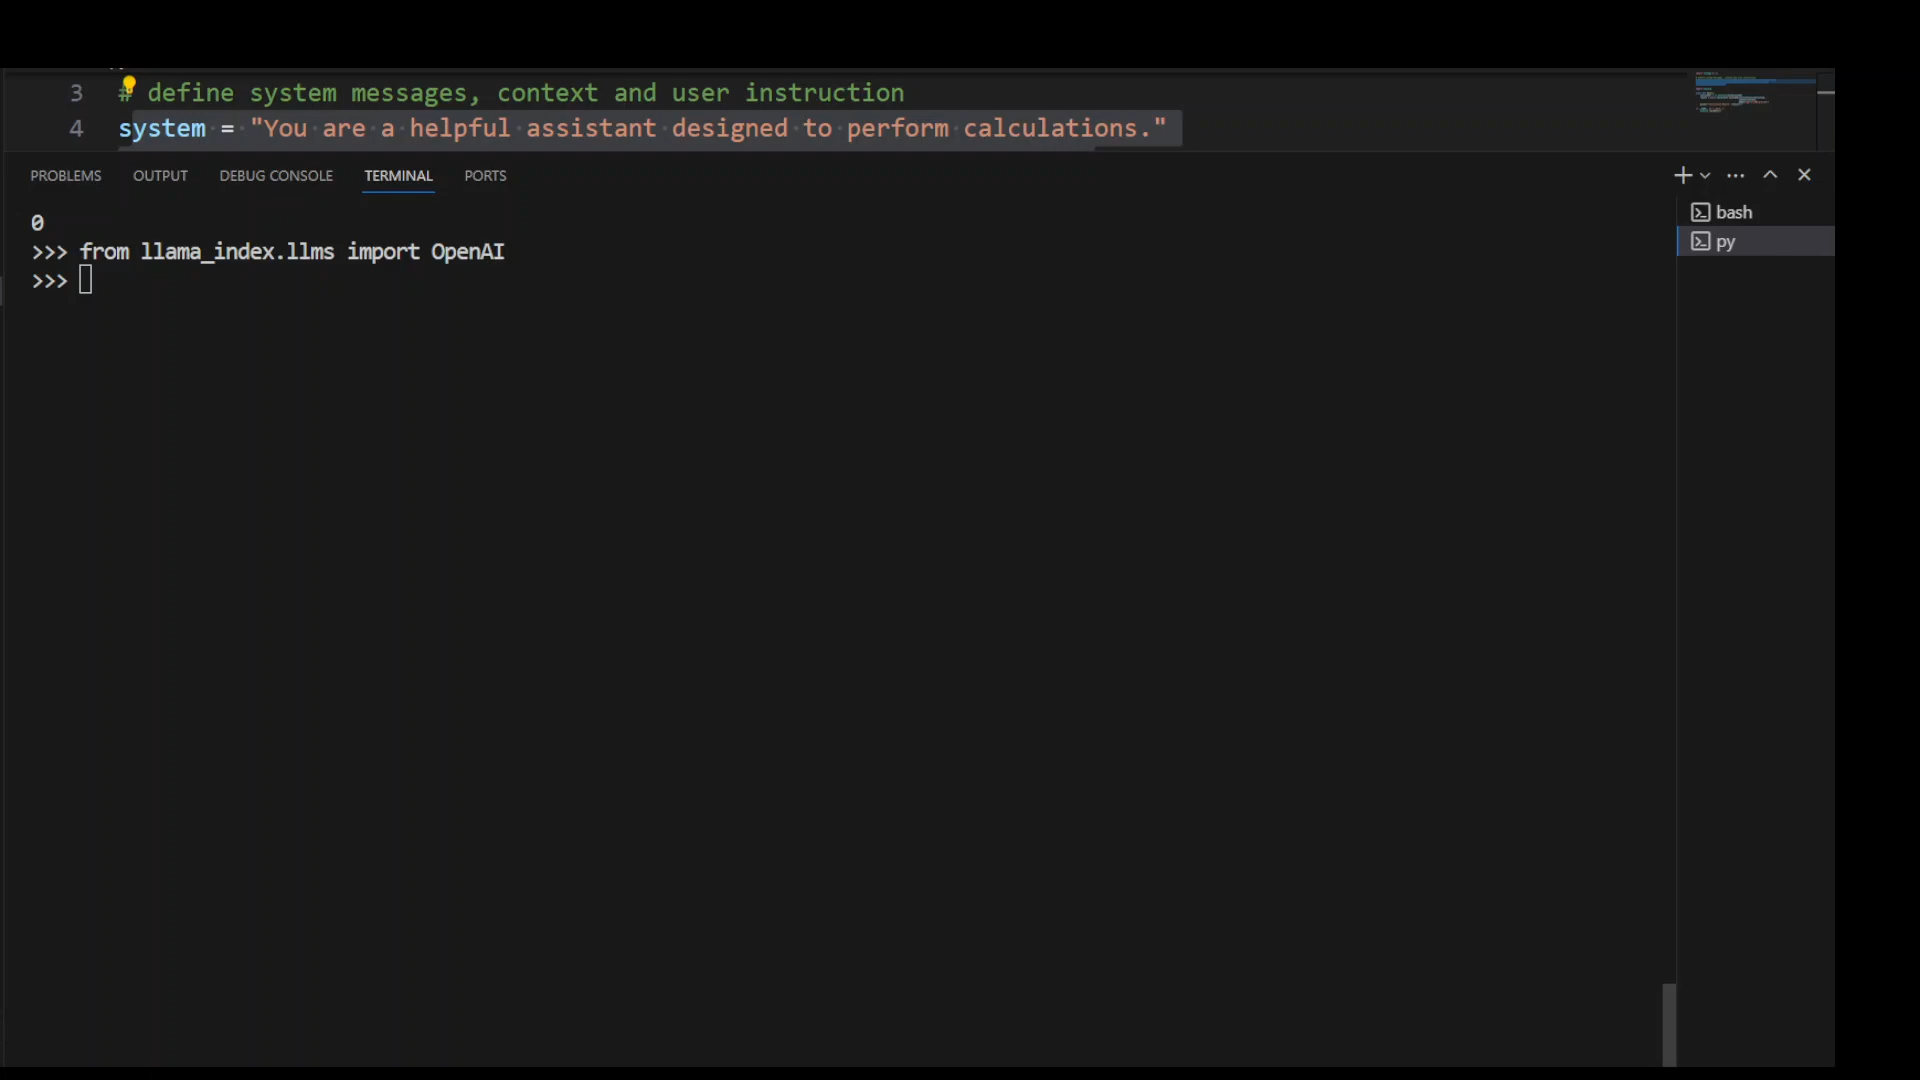 3 # define system messages, context and user instruction
4 system = "You are a helpful assistant designed to perform calculations."
PROBLEMS OUTPUT DEBUG CONSOLE TERMINAL PORTS
0
>>> from llama_index.llms import OpenAI
>>>
bash
py